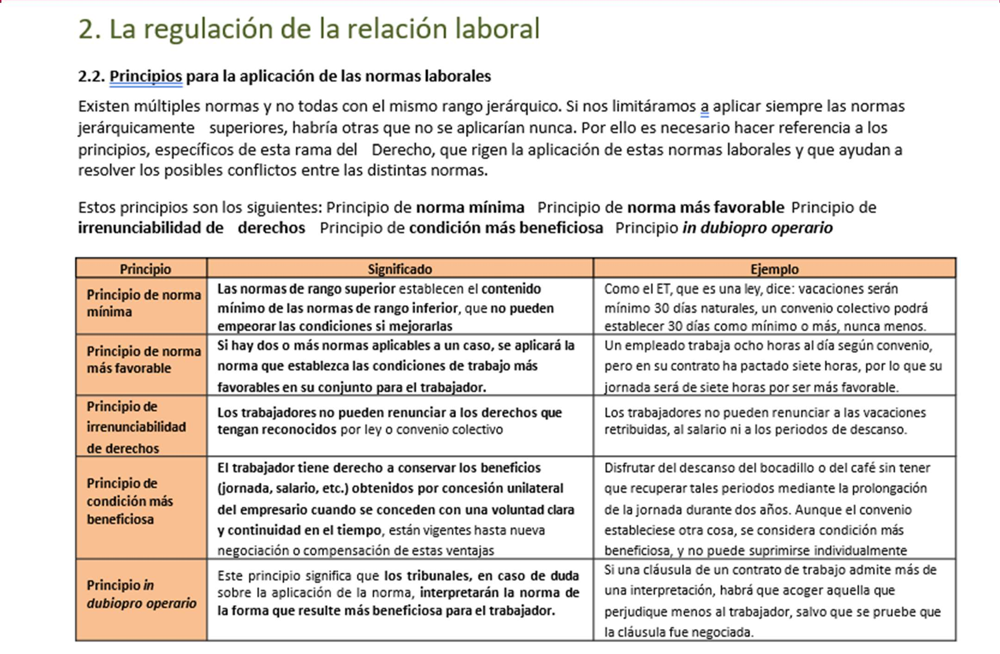 2. La regulación de la relación laboral
2.2. Principios para la aplicación de las normas laborales
Existen múltiples normas y no todas con el mismo rango jerárquico. Si nos limitáramos a aplicar siempre las normas
jerárquicamente superiores, habría otras que no se aplicarían nunca. Por ello es necesario hacer referencia a los
principios, específicos de esta rama del Derecho, que rigen la aplicación de estas normas laborales y que ayudan a
resolver los posibles conflictos entre las distintas normas.
Estos principios son los siguientes: Principio de norma mínima Principio de norma más favorable Principio de
irrenunciabilidad de derechos Principio de condición más beneficiosa Principio in dubiopro operario
Principio
Significado
Ejemplo
Principio de norma
mínima
Las normas de rango superior establecen el contenido
mínimo de las normas de rango inferior, que no pueden
empeorar las condiciones si mejorarlas
Como el ET, que es una ley, dice: vacaciones serán
mínimo 30 días naturales, un convenio colectivo podrá
establecer 30 días como mínimo o más, nunca menos.
Principio de norma
más favorable
Si hay dos o más normas aplicables a un caso, se aplicará la
norma que establezca las condiciones de trabajo más
favorables en su conjunto para el trabajador.
Un empleado trabaja ocho horas al día según convenio,
pero en su contrato ha pactado siete horas, por lo que su
jornada será de siete horas por ser más favorable.
Principio de
irrenunciabilidad
de derechos
Los trabajadores no pueden renunciar a los derechos que
tengan reconocidos por ley o convenio colectivo
Los trabajadores no pueden renunciar a las vacaciones
retribuidas, al salario ni a los periodos de descanso.
Principio de
condición más
beneficiosa
El trabajador tiene derecho a conservar los beneficios
(jornada, salario, etc.) obtenidos por concesión unilateral
del empresario cuando se conceden con una voluntad clara
y continuidad en el tiempo, están vigentes hasta nueva
negociación o compensación de estas ventajas
Disfrutar del descanso del bocadillo o del café sin tener
que recuperar tales periodos mediante la prolongación
de la jornada durante dos años. Aunque el convenio
estableciese otra cosa, se considera condición más
beneficiosa, y no puede suprimirse individualmente
Principio in
dubiopro operario
Este principio significa que los tribunales, en caso de duda
sobre la aplicación de la norma, interpretarán la norma de
la forma que resulte más beneficiosa para el trabajador.
Si una cláusula de un contrato de trabajo admite más de
una interpretación, habrá que acoger aquella que
perjudique menos al trabajador, salvo que se pruebe que
la cláusula fue negociada.